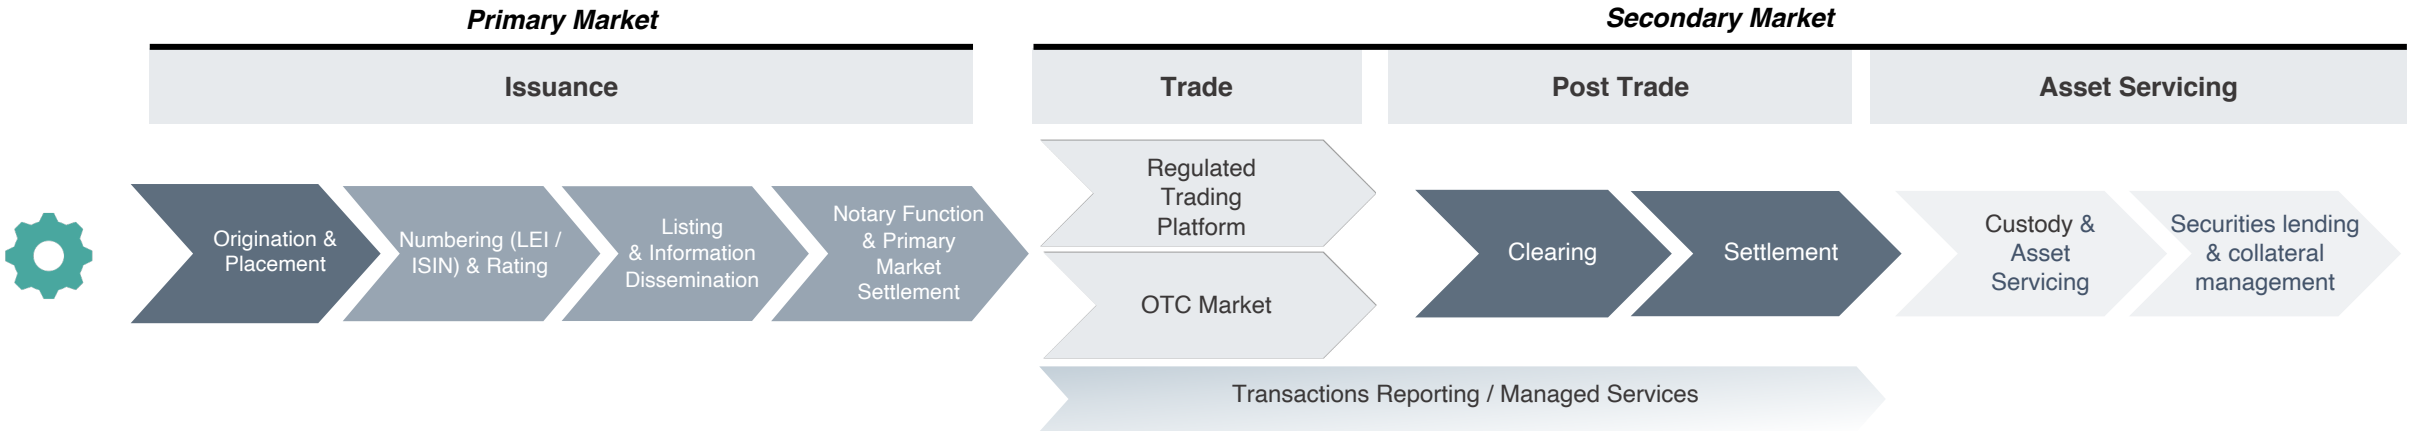 Primary Market
Secondary Market
Issuance
Trade
Post Trade
Asset Servicing
Origination &
Placement
Numbering (LEI /
ISIN) & Rating
Listing
& Information
Dissemination
Notary Function
& Primary
Market
Settlement
Regulated
Trading
Platform
OTC Market
Clearing
Settlement
Custody &
Asset
Servicing
Securities lending
& collateral
management
Transactions Reporting / Managed Services